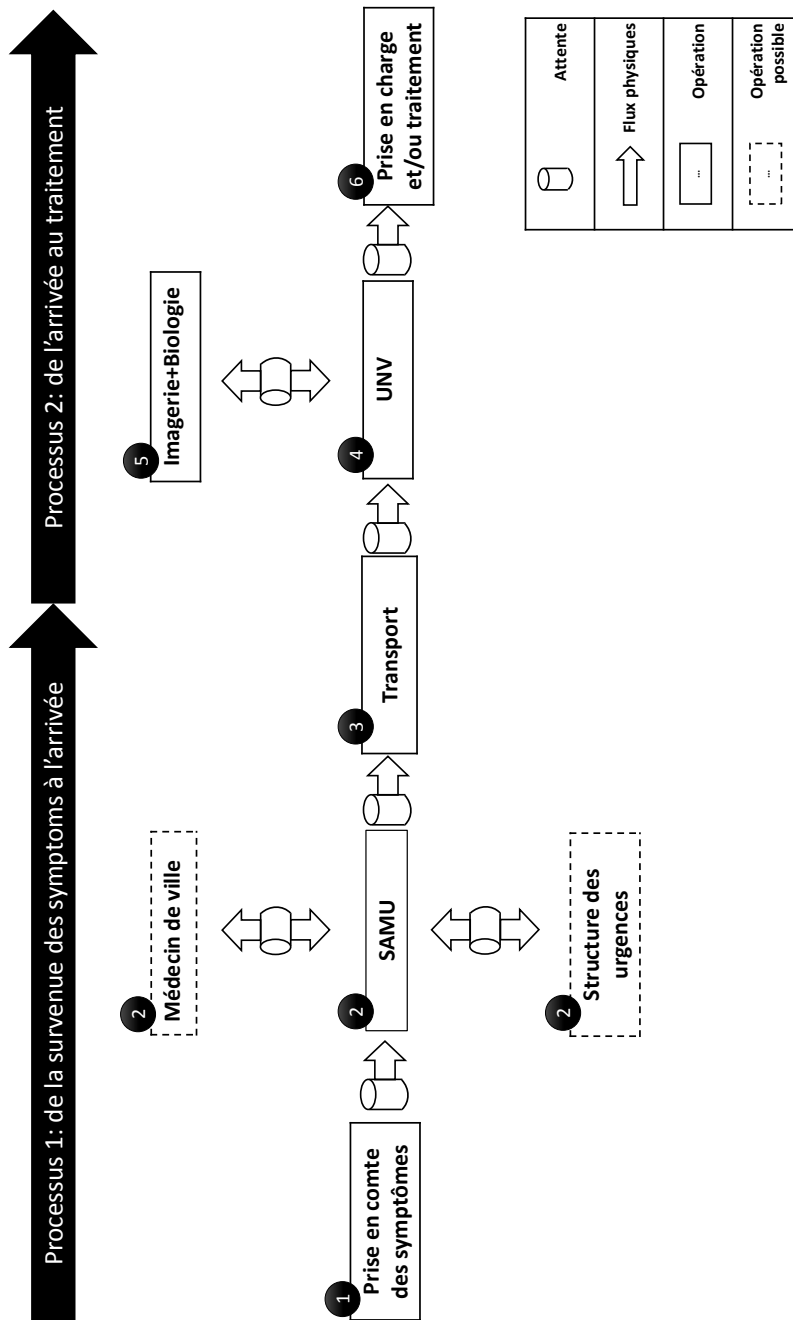 Processus 1: de la survenue des symptoms à l'arrivée
Processus 2: de l'arrivée au traitement
1
Prise en comte
des symptômes
2
Médecin de ville
2
SAMU
2
Structure des
urgences
3
Transport
4
UNV
5
Imagerie+Biologie
6
Prise en charge
et/ou traitement
Attente
Flux physiques
...
Opération
...
Opération
possible